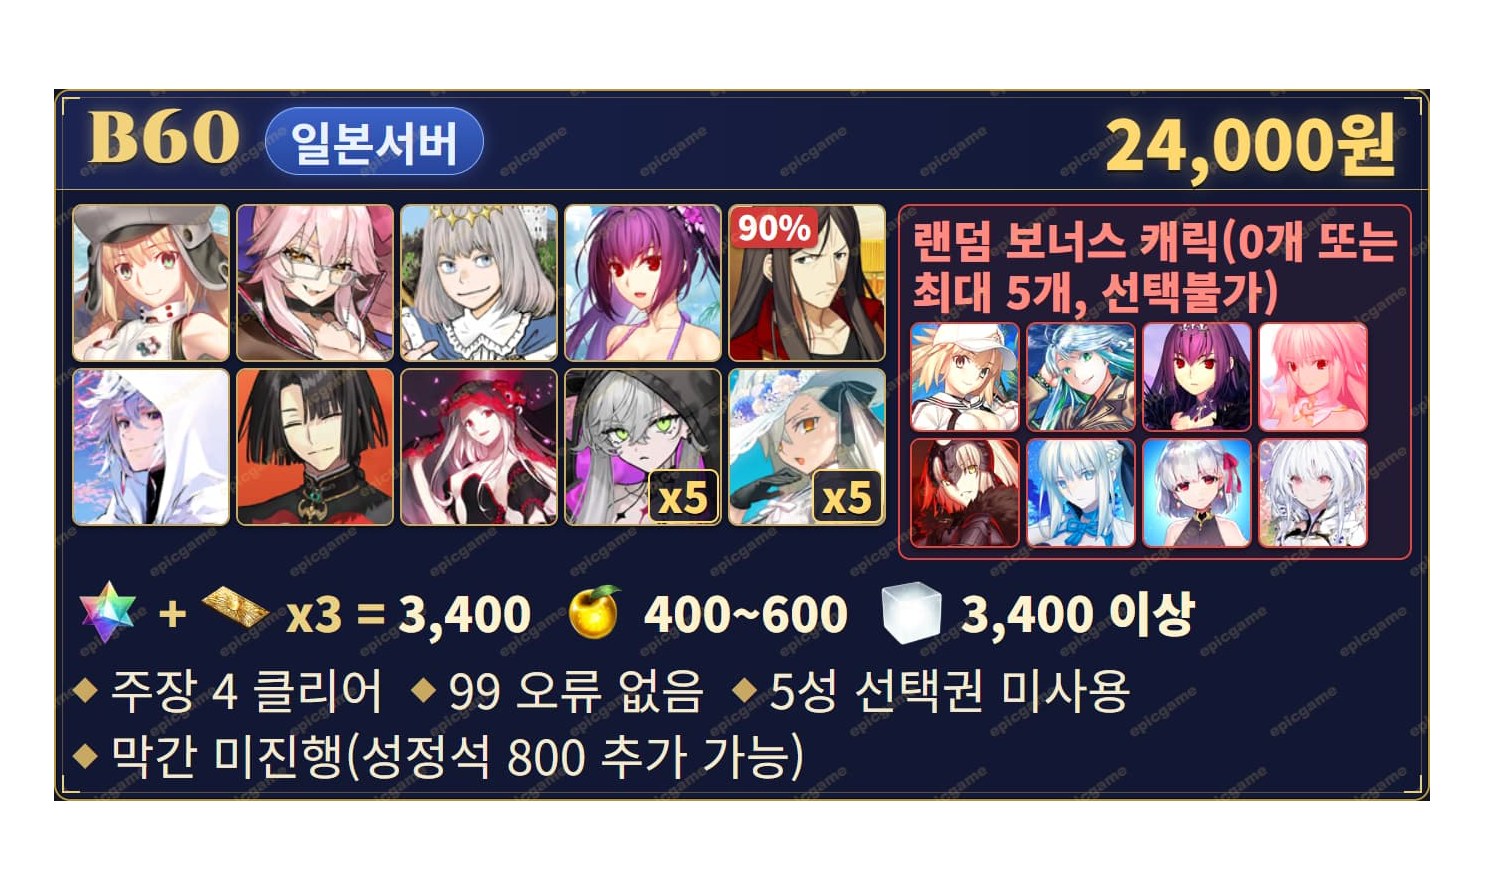 B60 일본서버 24,000원
90%
랜덤 보너스 캐릭(0개 또는
최대 5개, 선택불가)
x5 x5
+ x3 = 3,400 400~600 3,400 이상
◆ 주장 4 클리어 ◆ 99 오류 없음 ◆ 5성 선택권 미사용
◆ 막간 미진행(성정석 800 추가 가능)
epicgame